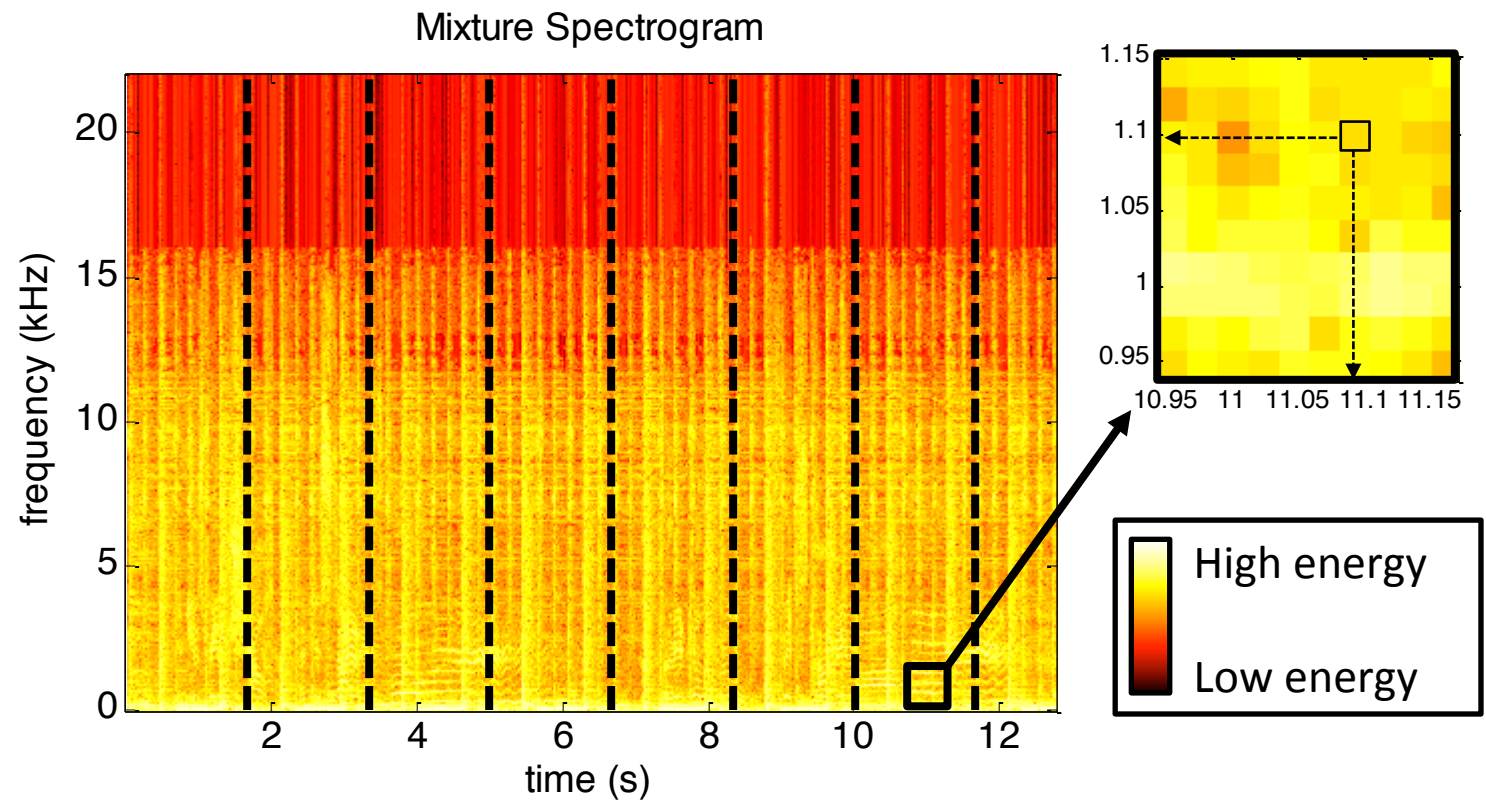 Mixture Spectrogram
frequency (kHz)
20
15
10
5
0
2 4 6 8 10 12
time (s)
1.15
1.1
1.05
1
0.95
10.95 11 11.05 11.1 11.15
High energy
Low energy